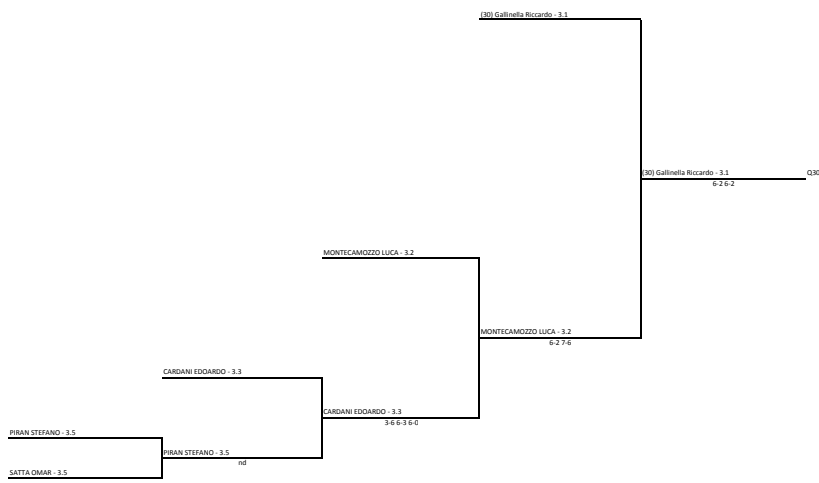 (30) Gallinella Riccardo - 3.1
(30) Gallinella Riccardo - 3.1
Q30
6-2 6-2
MONTECAMOZZO LUCA - 3.2
MONTECAMOZZO LUCA - 3.2
6-2 7-6
CARDANI EDOARDO - 3.3
CARDANI EDOARDO - 3.3
3-6 6-3 6-0
PIRAN STEFANO - 3.5
PIRAN STEFANO - 3.5
nd
SATTA OMAR - 3.5